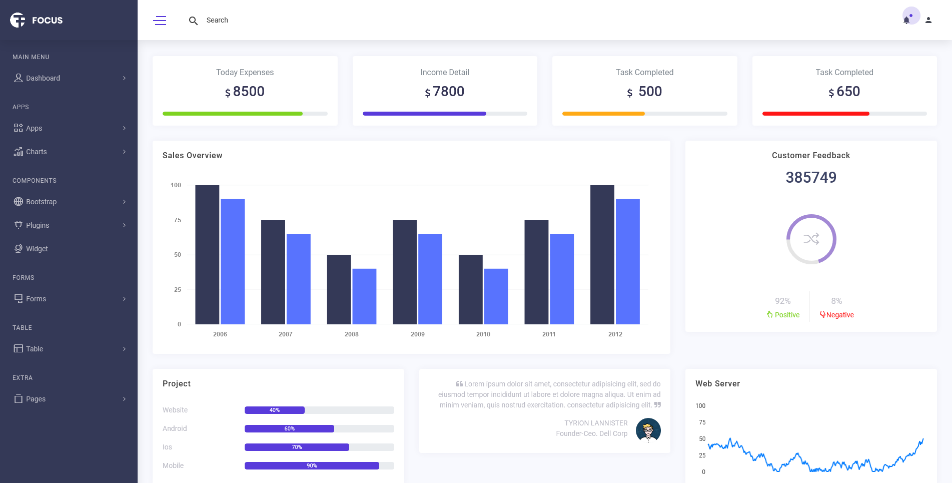 FOCUS
Search
MAIN MENU
Dashboard
APPS
Apps
Charts
COMPONENTS
Bootstrap
Plugins
Widget
FORMS
Forms
TABLE
Table
EXTRA
Pages
Today Expenses
$ 8500
Income Detail
$ 7800
Task Completed
$ 500
Task Completed
$ 650
Sales Overview
100
75
50
25
0
2006 2007 2008 2009 2010 2011 2012
Customer Feedback
385749
92%
Positive
8%
Negative
Project
Website 40%
Android 60%
Ios 70%
Mobile 90%
Lorem ipsum dolor sit amet, consectetur adipisicing elit, sed do
eiusmod tempor incididunt ut labore et dolore magna aliqua. Ut enim ad
minim veniam, quis nostrud exercitation. consectetur adipisicing elit.
TYRION LANNISTER
Founder-Ceo. Dell Corp
Web Server
100
75
50
25
0